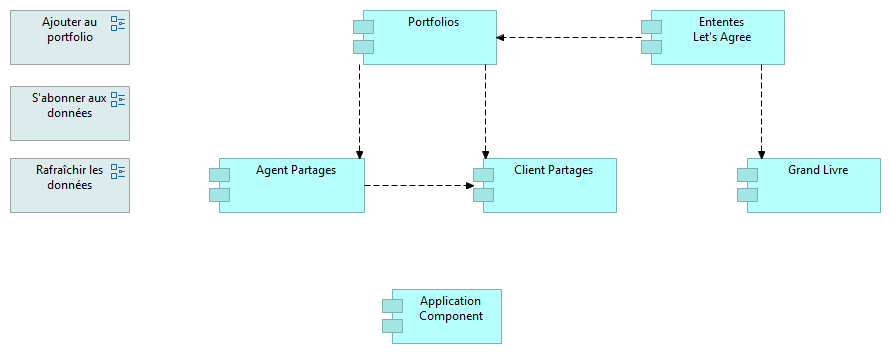 Ajouter au
portfolio
Portfolios
Ententes
Let's Agree
S'abonner aux
données
Rafraîchir les
données
Agent Partages
Client Partages
Grand Livre
Application
Component